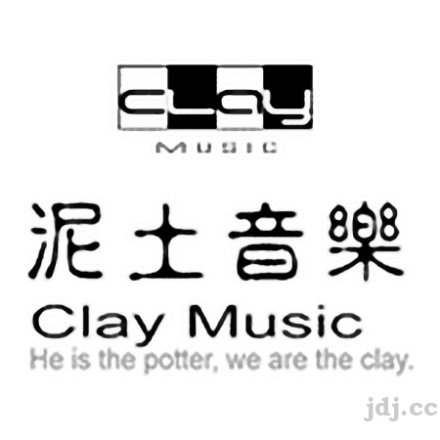 clay
MUSIC
泥土音樂
Clay Music
He is the potter, we are the clay.
jdj.cc